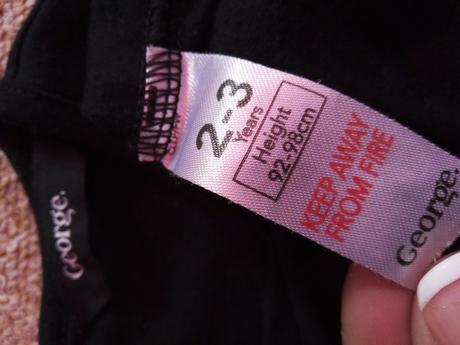 2-3
Years
Height
92-98cm
KEEP AWAY
FROM FIRE
George.
George.